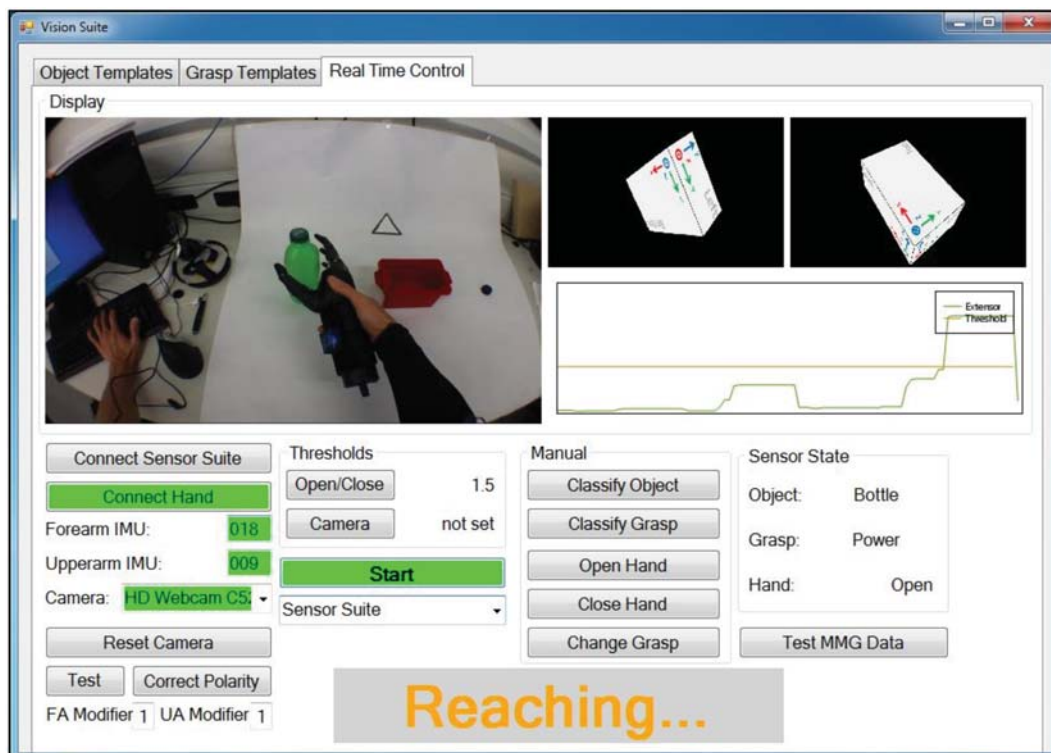 Vision Suite
Object Templates
Grasp Templates
Real Time Control
Display
Left
Extensor
Threshold
Connect Sensor Suite
Connect Hand
Forearm IMU: 018
Upperarm IMU: 009
Camera: HD Webcam C5
Reset Camera
Test
Correct Polarity
FA Modifier 1 UA Modifier 1
Thresholds
Open/Close 1.5
Camera not set
Start
Sensor Suite
Manual
Classify Object
Classify Grasp
Open Hand
Close Hand
Change Grasp
Sensor State
Object: Bottle
Grasp: Power
Hand: Open
Test MMG Data
Reaching...